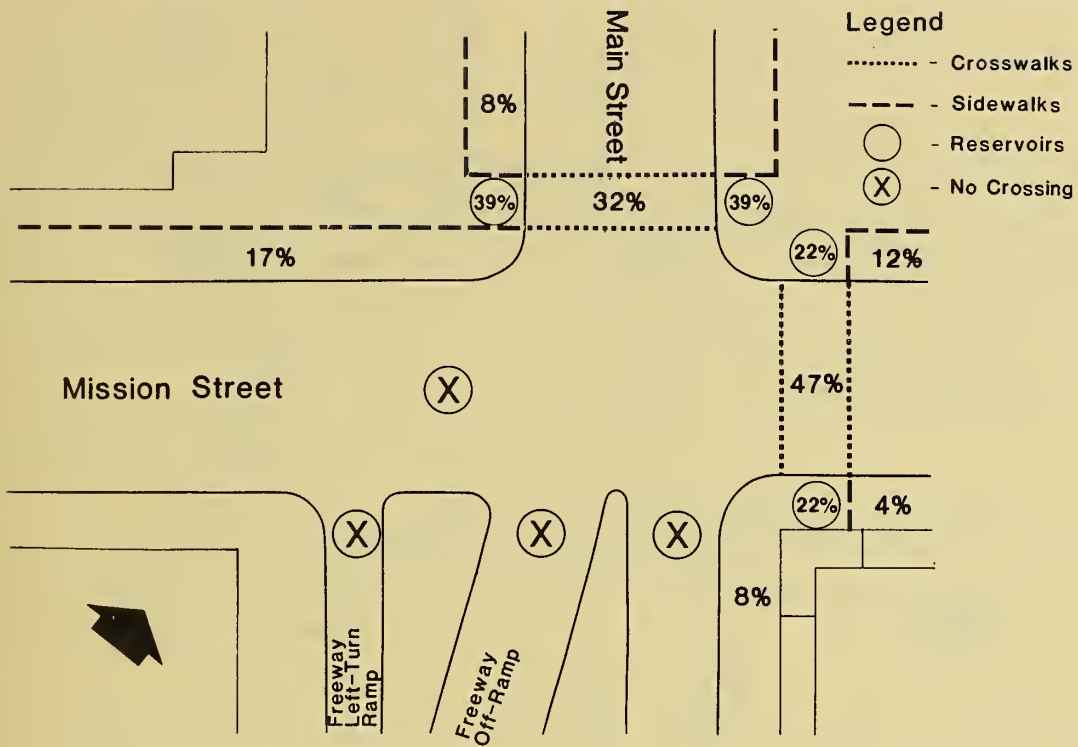 Legend
- Crosswalks
- Sidewalks
- Reservoirs
X - No Crossing
Main Street
8%
39%
32%
39%
17%
22%
12%
Mission Street
X
47%
22%
4%
X
X
X
8%
Freeway
Left-Turn
Ramp
Freeway
Off-Ramp